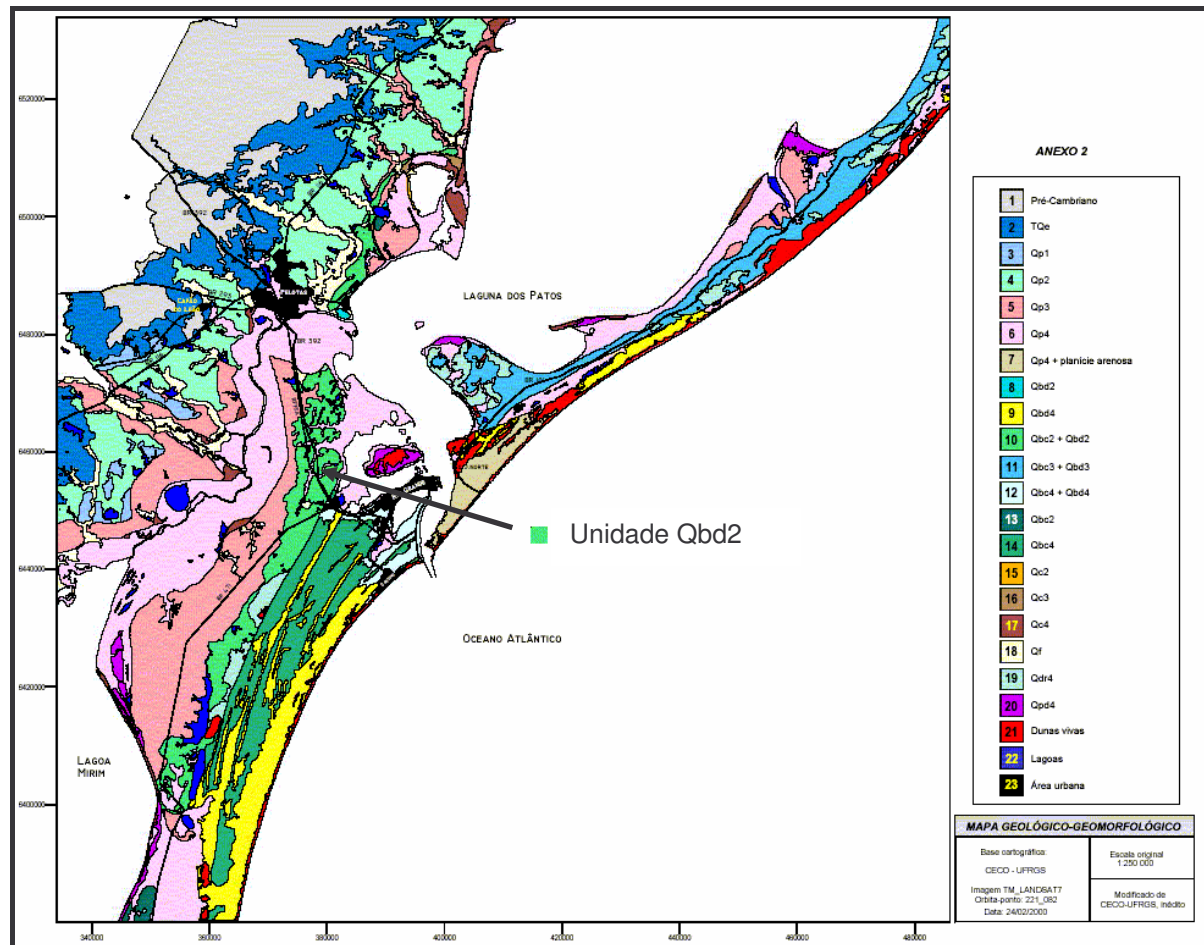 ANEXO 2
1 Pré-Cambriano
2 TQe
3 Qp1
4 Qp2
5 Qp3
6 Qp4
7 Qp4 + planície arenosa
8 Qbd2
9 Qbd4
10 Qbc2 + Qbd2
11 Qbc3 + Qbd3
12 Qbc4 + Qbd4
13 Qbc2
14 Qbc4
15 Qc2
16 Qc3
17 Qc4
18 Qf
19 Qdr4
20 Qpd4
21 Dunas vivas
22 Lagoas
23 Área urbana
MAPA GEOLÓGICO-GEOMORFOLÓGICO
Base cartográfica:
CECO - UFRGS
Imagem TM_LANDSAT7
Orbita-ponto: 221_082
Data: 24/02/2000
Escala original
1:250 000
Modificado de
CECO-UFRGS, inédito
6520000
6500000
6480000
6460000
6440000
6420000
6400000
BR 392
PELOTAS
BR 392
LAGUNA DOS PATOS
Unidade Qbd2
OCEANO ATLÂNTICO
LAGOA
MIRIM
340000
360000
380000
400000
420000
440000
460000
480000